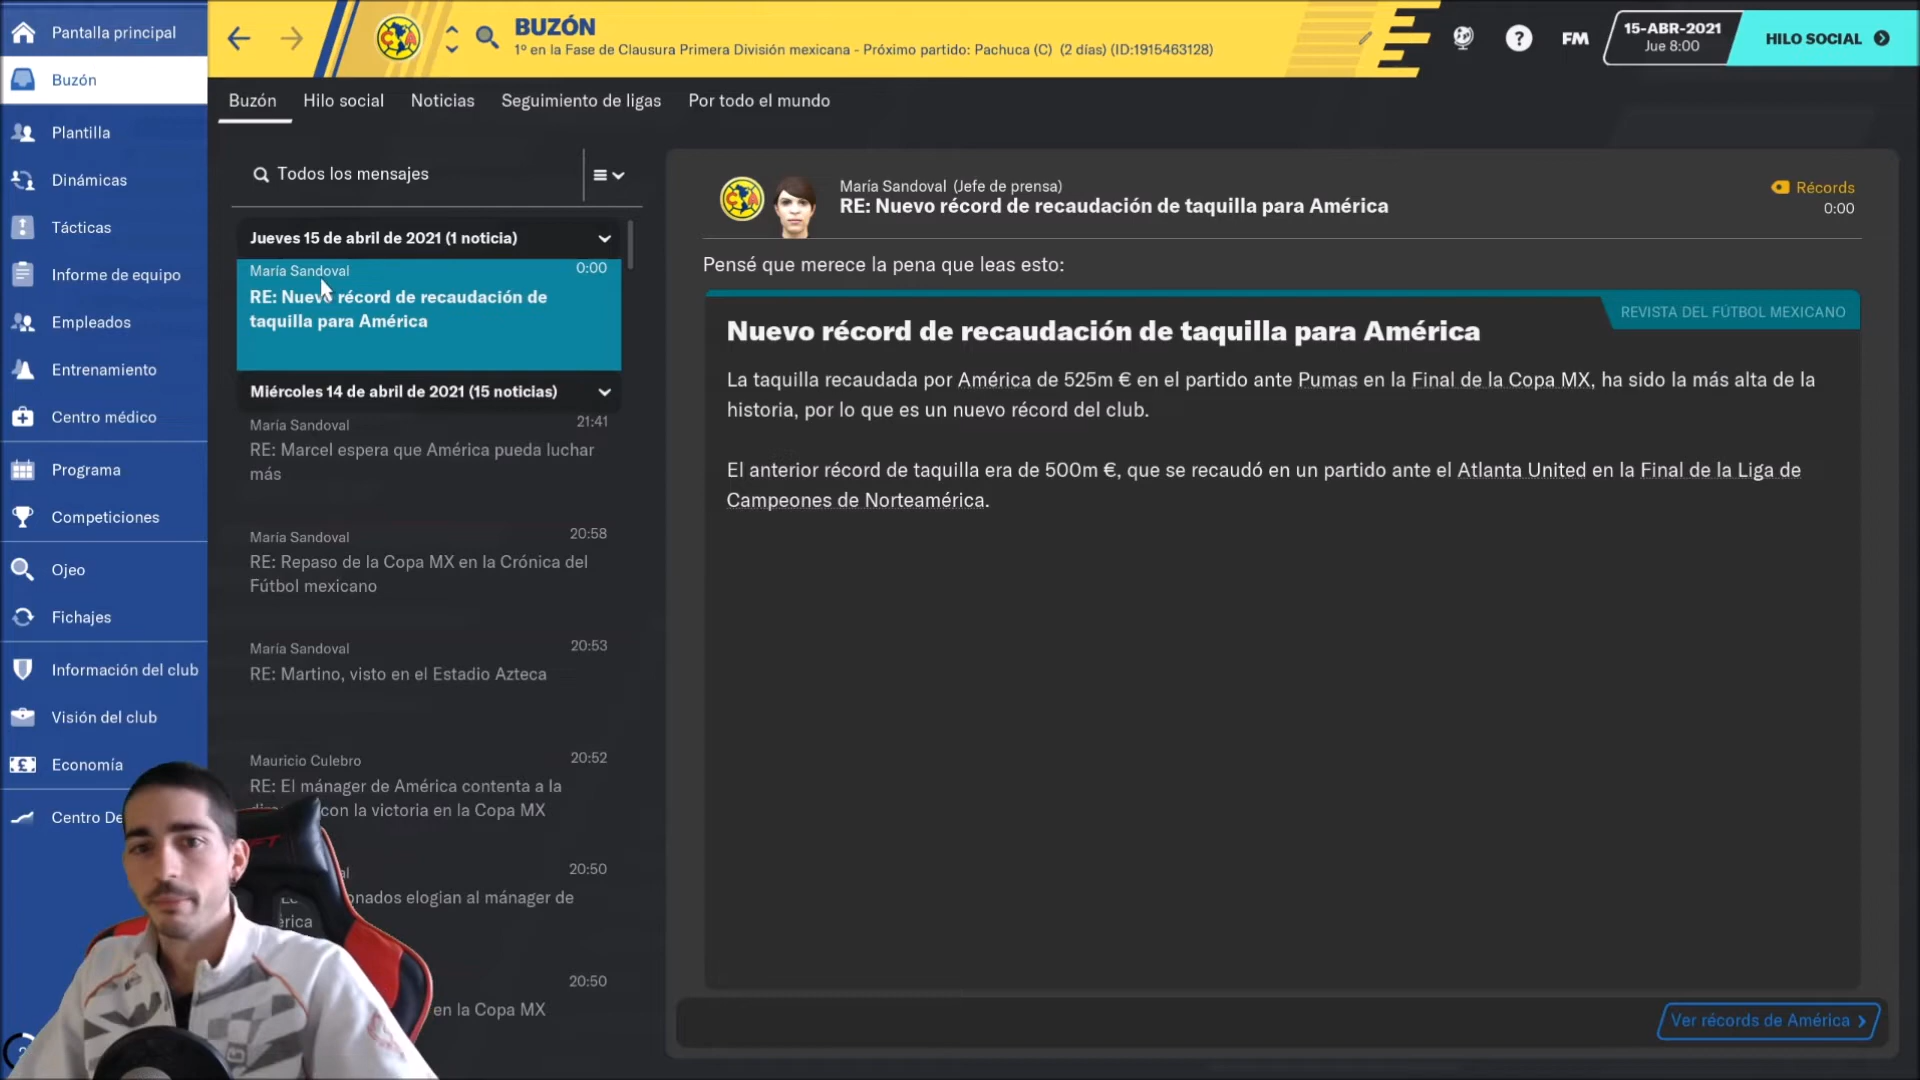 Pantalla principal
Buzón
Plantilla
Dinámicas
Tácticas
Informe de equipo
Empleados
Entrenamiento
Centro médico
Programa
Competiciones
Ojeo
Fichajes
Información del club
Visión del club
Economía
Centro De
BUZÓN
1º en la Fase de Clausura Primera División mexicana - Próximo partido: Pachuca (C) (2 días) (ID:1915463128)
FM
15-ABR-2021
Jue 8:00
HILO SOCIAL
Buzón Hilo social Noticias Seguimiento de ligas Por todo el mundo
Todos los mensajes
Jueves 15 de abril de 2021 (1 noticia)
María Sandoval 0:00
RE: Nuevo récord de recaudación de
taquilla para América
Miércoles 14 de abril de 2021 (15 noticias)
María Sandoval 21:41
RE: Marcel espera que América pueda luchar
más
María Sandoval 20:58
RE: Repaso de la Copa MX en la Crónica del
Fútbol mexicano
María Sandoval 20:53
RE: Martino, visto en el Estadio Azteca
Mauricio Culebro 20:52
RE: El mánager de América contenta a la
con la victoria en la Copa MX
20:50
elogian al mánager de
20:50
en la Copa MX
María Sandoval (Jefe de prensa)
RE: Nuevo récord de recaudación de taquilla para América
Récords
0:00
Pensé que merece la pena que leas esto:
REVISTA DEL FÚTBOL MEXICANO
Nuevo récord de recaudación de taquilla para América
La taquilla recaudada por América de 525m € en el partido ante Pumas en la Final de la Copa MX, ha sido la más alta de la
historia, por lo que es un nuevo récord del club.
El anterior récord de taquilla era de 500m €, que se recaudó en un partido ante el Atlanta United en la Final de la Liga de
Campeones de Norteamérica.
Ver récords de América